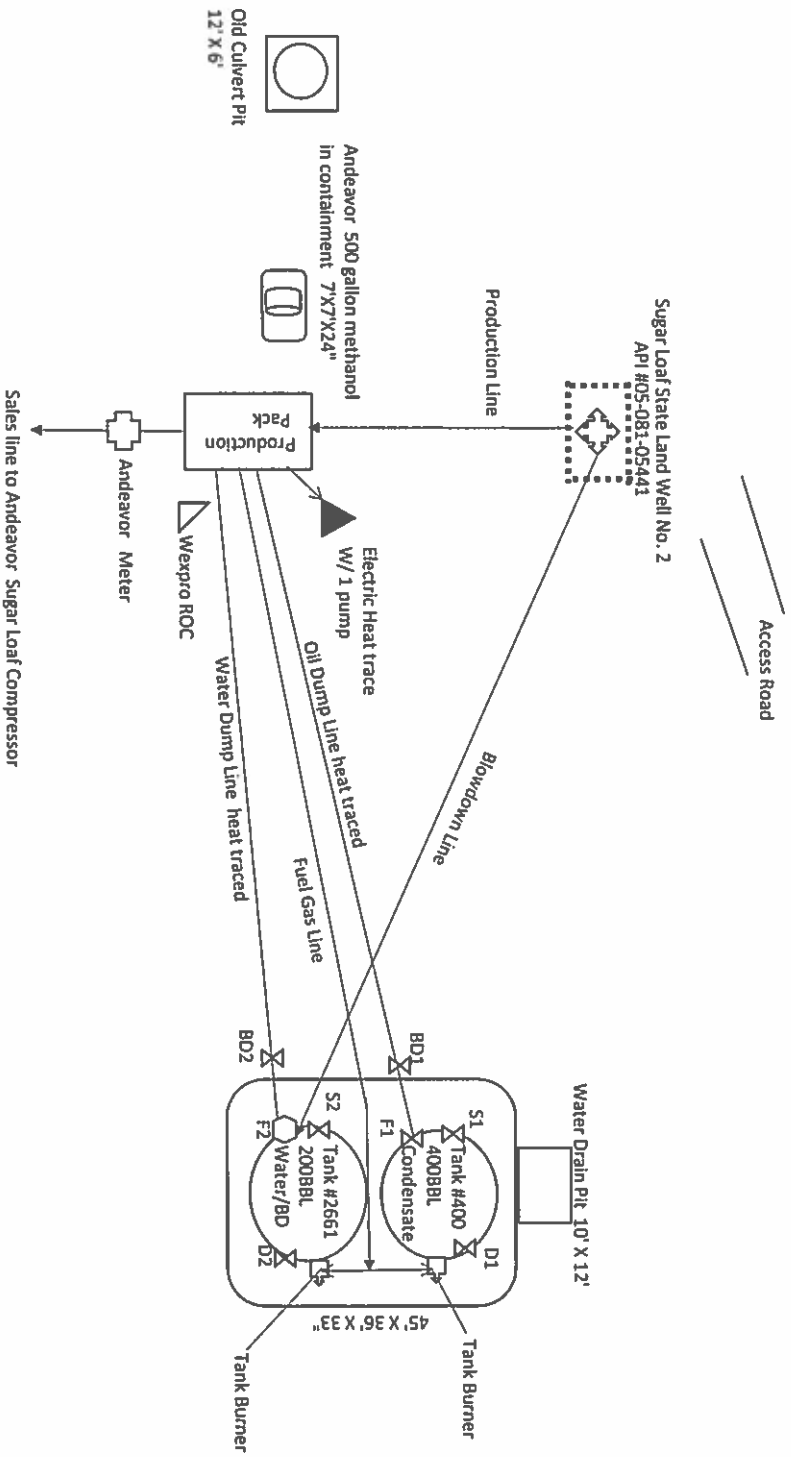 Sugar Loaf State Land Well No. 2
API #05-081-05441
Access Road
Production Line
Blowdown Line
Old Culvert Pit
12' X 6'
Andeavor 500 gallon methanol
in containment 7'X7'X24"
Production
Pack
Electric Heat trace
W/ 1 pump
Wexpro ROC
Andeavor Meter
Sales line to Andeavor Sugar Loaf Compressor
Oil Dump Line heat traced
Fuel Gas Line
Water Dump Line heat traced
Water Drain Pit 10' X 12'
BD1
BD2
S1
F1
Tank #400
400BBL
Condensate
D1
S2
F2
Tank #2661
200BBL
Water/BD
D2
45' X 36' X 33"
Tank Burner
Tank Burner